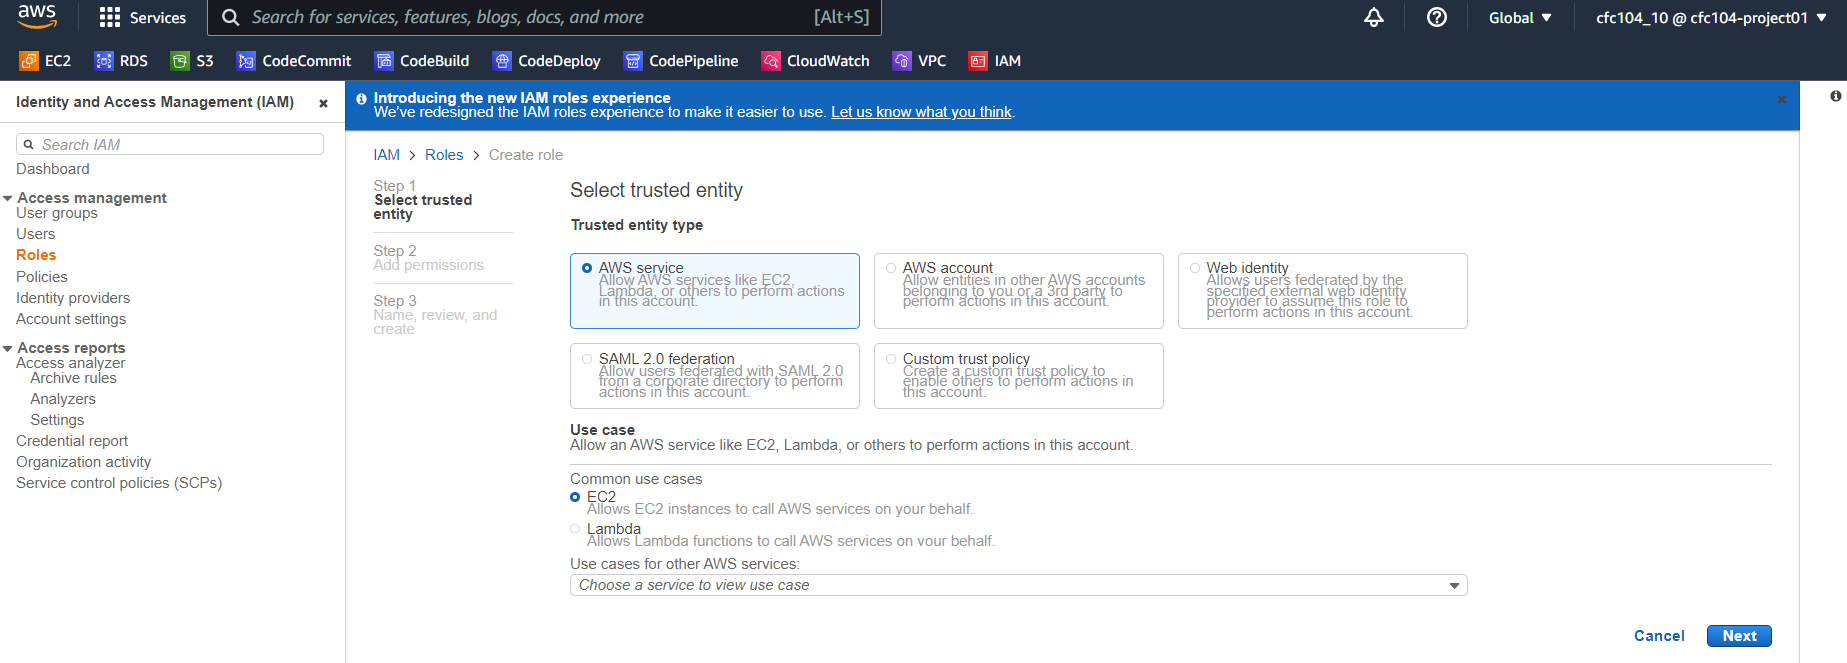 aws
Services
Search for services, features, blogs, docs, and more
[Alt+S]
Global
cfc104_10 @ cfc104-project01
EC2
RDS
S3
CodeCommit
CodeBuild
CodeDeploy
CodePipeline
CloudWatch
VPC
IAM
Identity and Access Management (IAM)
Search IAM
Dashboard
Access management
User groups
Users
Roles
Policies
Identity providers
Account settings
Access reports
Access analyzer
Archive rules
Analyzers
Settings
Credential report
Organization activity
Service control policies (SCPs)
Introducing the new IAM roles experience
We've redesigned the IAM roles experience to make it easier to use. Let us know what you think.
IAM > Roles > Create role
Step 1
Select trusted
entity
Step 2
Add permissions
Step 3
Name, review, and
create
Select trusted entity
Trusted entity type
AWS service
Allow AWS services like EC2,
Lambda, or others to perform actions
in this account.
AWS account
Allow entities in other AWS accounts
belonging to you or a 3rd party to
perform actions in this account.
Web identity
Allows users federated by the
specified external web identity
provider to assume this role to
perform actions in this account.
SAML 2.0 federation
Allow users federated with SAML 2.0
from a corporate directory to perform
actions in this account.
Custom trust policy
Create a custom trust policy to
enable others to perform actions in
this account.
Use case
Allow an AWS service like EC2, Lambda, or others to perform actions in this account.
Common use cases
EC2
Allows EC2 instances to call AWS services on your behalf.
Lambda
Allows Lambda functions to call AWS services on your behalf.
Use cases for other AWS services:
Choose a service to view use case
Cancel
Next